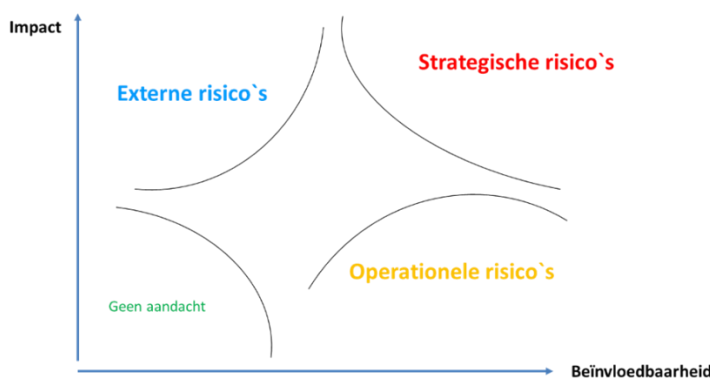 Impact
Strategische risico`s
Externe risico`s
Operationele risico`s
Geen aandacht
Beïnvloedbaarheid